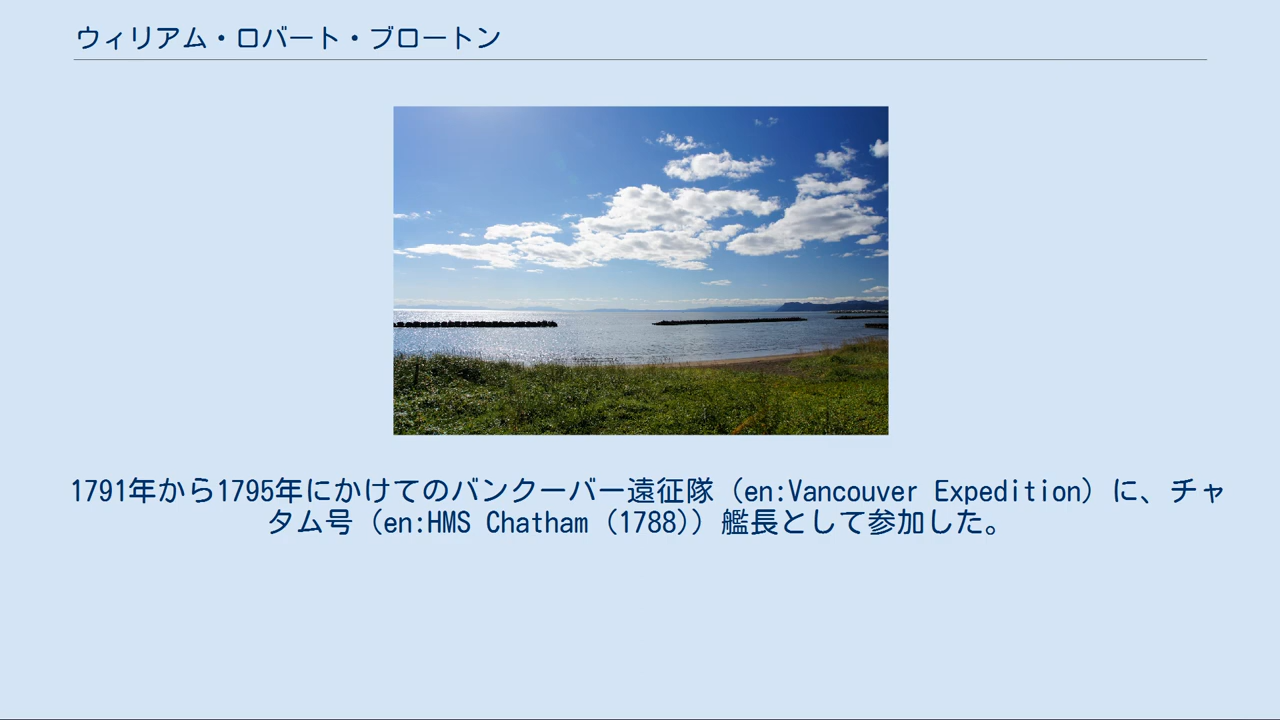 ウィリアム・ロバート・ブロートン
1791年から1795年にかけてのバンクーバー遠征隊（en:Vancouver Expedition）に、チャ
タム号（en:HMS Chatham (1788)）艦長として参加した。